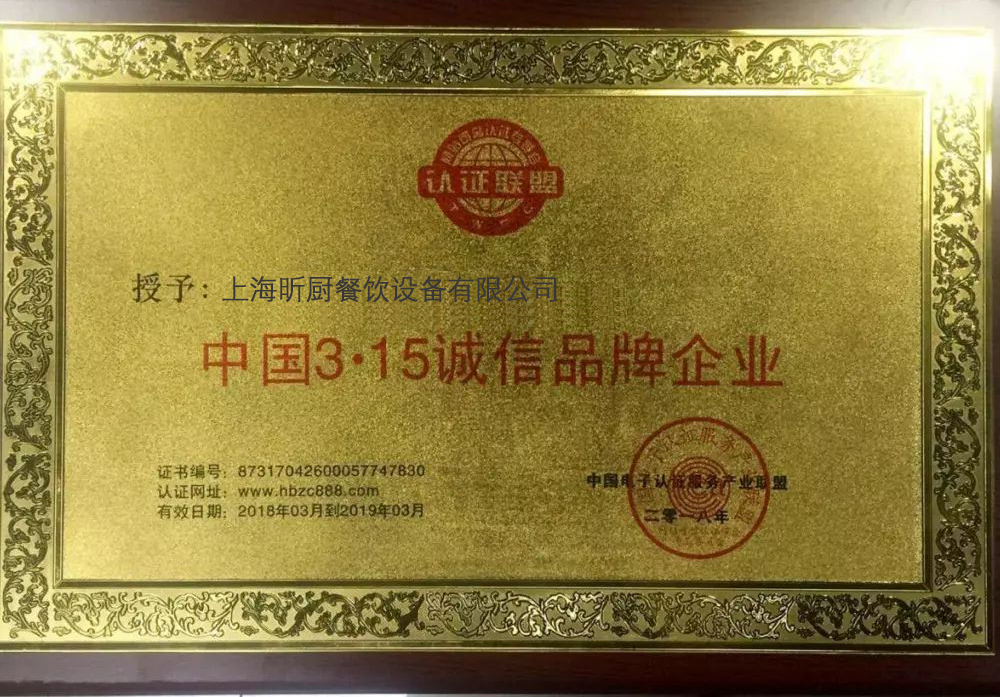 认证联盟
授予：上海昕厨餐饮设备有限公司
中国3·15诚信品牌企业
证书编号：87317042600057747830
认证网址：www.hbzc888.com
有效日期：2018年03月到2019年03月
中国电子认证服务产业联盟
二零一八年